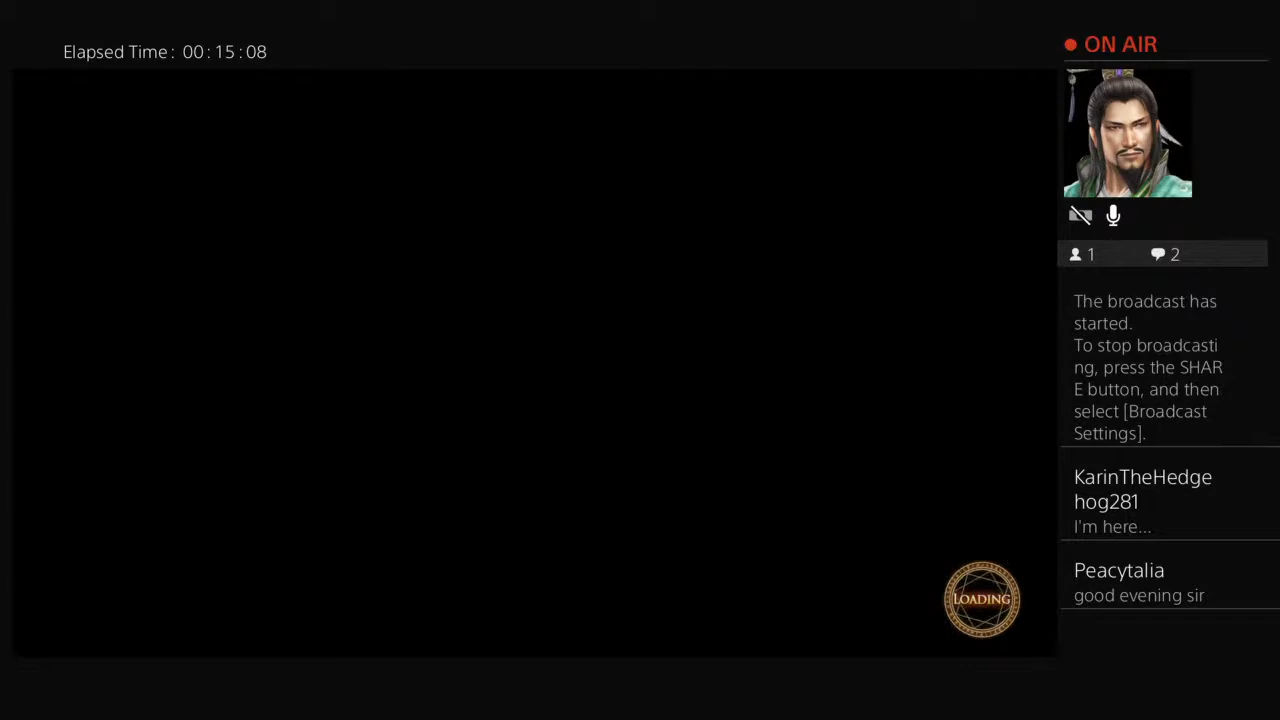 Elapsed Time: 00:15:08
ON AIR
1 2
The broadcast has
started.
To stop broadcasti
ng, press the SHAR
E button, and then
select [Broadcast
Settings].
KarinTheHedge
hog281
I'm here...
Peacytalia
good evening sir
LOADING